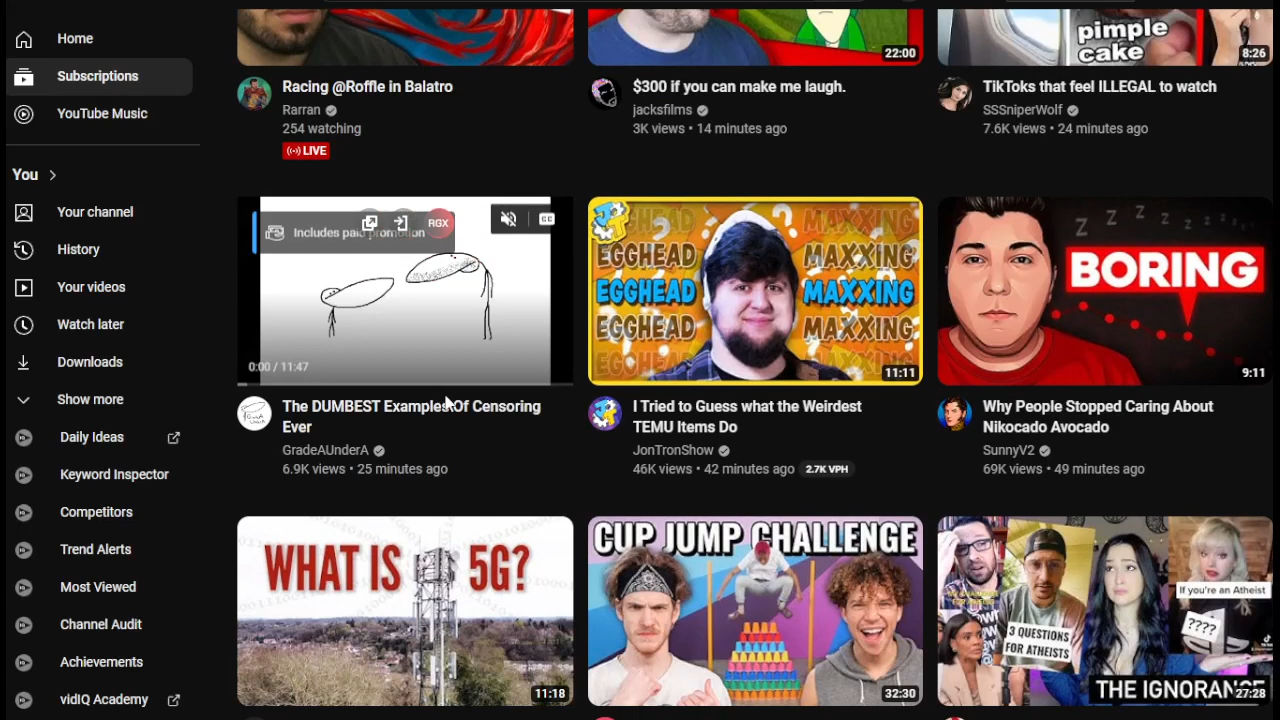 Home
Subscriptions
YouTube Music
You
Your channel
History
Your videos
Watch later
Downloads
Show more
Daily Ideas
Keyword Inspector
Competitors
Trend Alerts
Most Viewed
Channel Audit
Achievements
vidIQ Academy
22:00
pimple
cake
8:26
Racing @Roffle in Balatro
Rarran
254 watching
LIVE
$300 if you can make me laugh.
jacksfilms
3K views • 14 minutes ago
TikToks that feel ILLEGAL to watch
SSSniperWolf
7.6K views • 24 minutes ago
Includes paid promotion
RGX
CC
0:00 / 11:47
The DUMBEST Examples Of Censoring
Ever
GradeAUnderA
6.9K views • 25 minutes ago
EGGHEAD MAXXING
EGGHEAD MAXXING
EGGHEAD MAXXING
EGGHEAD MAXXING
EGGHEAD MAXXING
11:11
I Tried to Guess what the Weirdest
TEMU Items Do
JonTronShow
46K views • 42 minutes ago 2.7K VPH
Z Z Z Z Z
BORING
9:11
Why People Stopped Caring About
Nikocado Avocado
SunnyV2
69K views • 49 minutes ago
WHAT IS 5G?
11:18
CUP JUMP CHALLENGE
32:30
If you're an Atheist
????
3 QUESTIONS
FOR ATHEISTS
THE IGNORANC
27:28